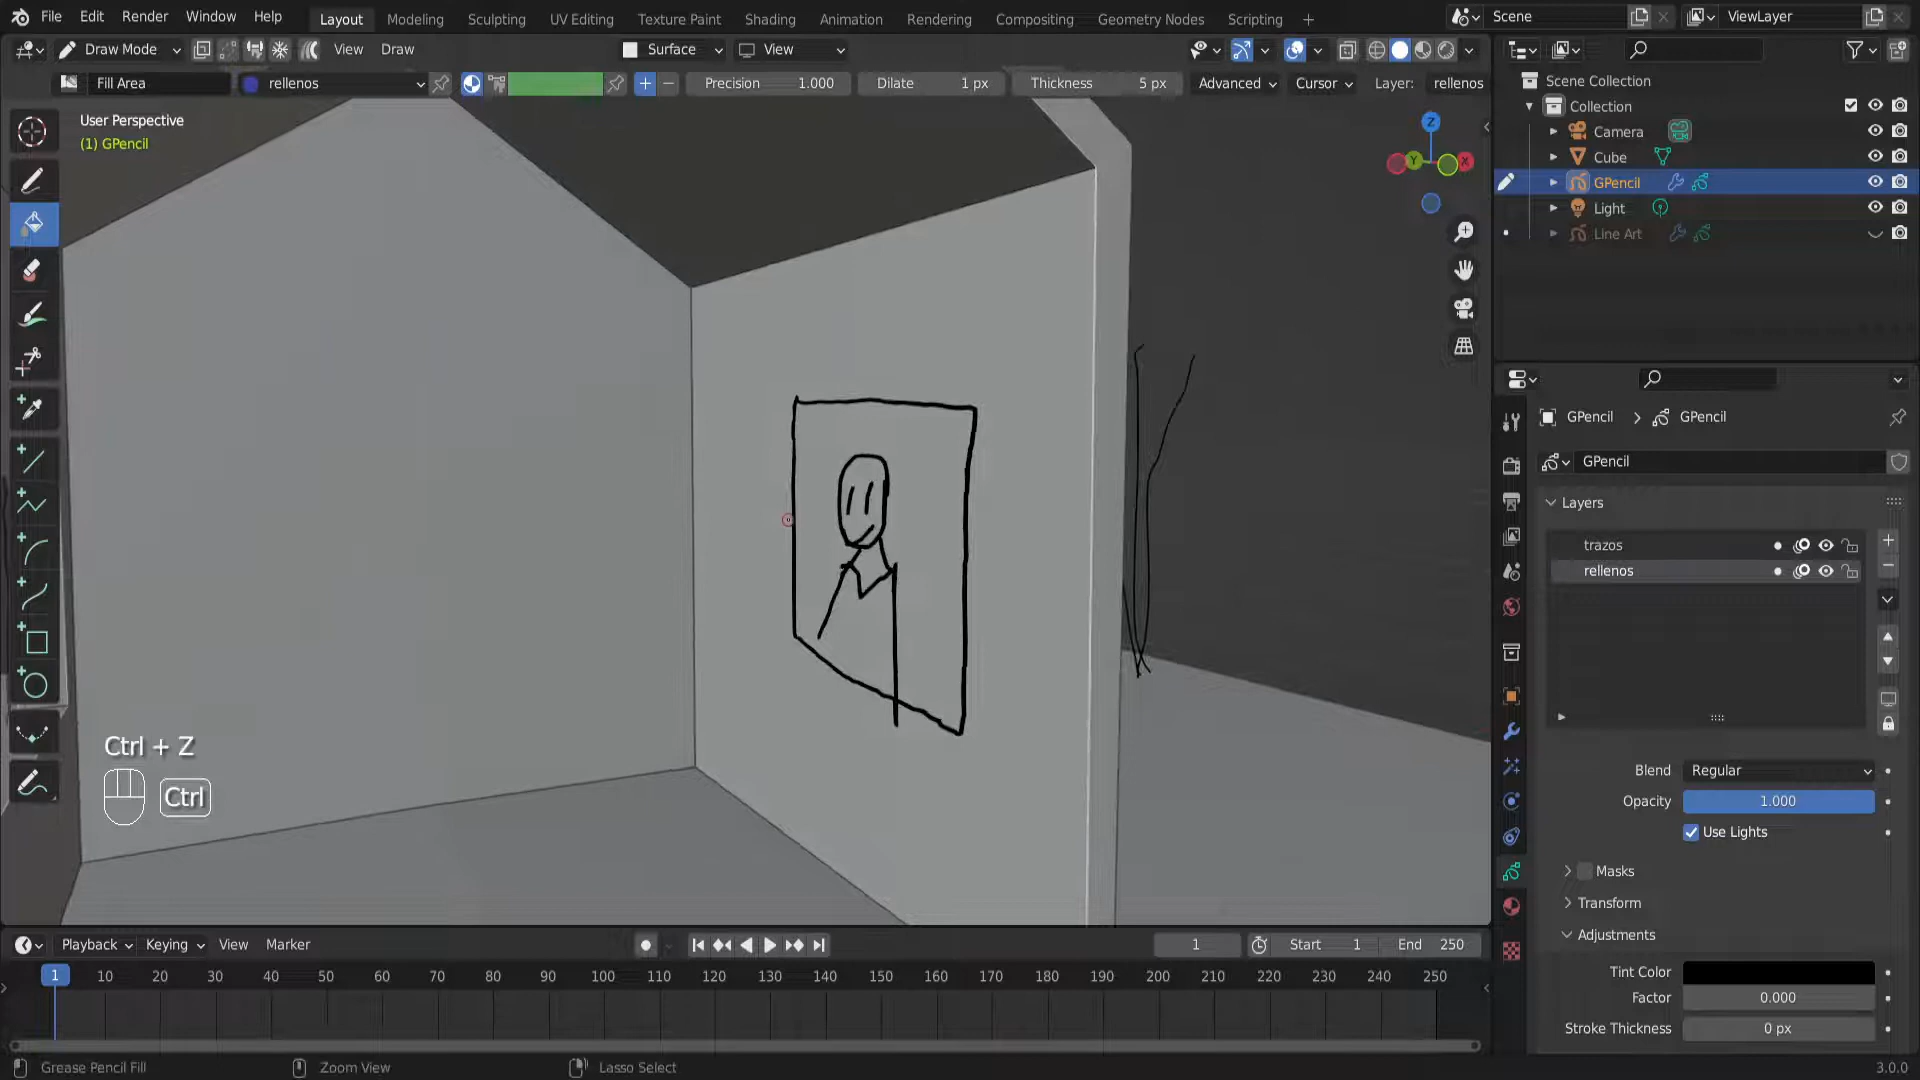 File Edit Render Window Help Layout Modeling Sculpting UV Editing Texture Paint Shading Animation Rendering Compositing Geometry Nodes Scripting + Scene ViewLayer
Draw Mode View Draw Surface View
Fill Area rellenos Precision 1.000 Dilate 1 px Thickness 5 px Advanced Cursor Layer: rellenos
Scene Collection
Collection
Camera
Cube
GPencil
Light
Line Art
User Perspective
(1) GPencil
Z
Y
X
Ctrl + Z
Ctrl
GPencil GPencil
GPencil
Layers
trazos
rellenos
Blend Regular
Opacity 1.000
Use Lights
Masks
Transform
Adjustments
Tint Color
Factor 0.000
Stroke Thickness 0 px
Playback Keying View Marker 1 Start 1 End 250
1 10 20 30 40 50 60 70 80 90 100 110 120 130 140 150 160 170 180 190 200 210 220 230 240 250
Grease Pencil Fill Zoom View Lasso Select 3.0.0